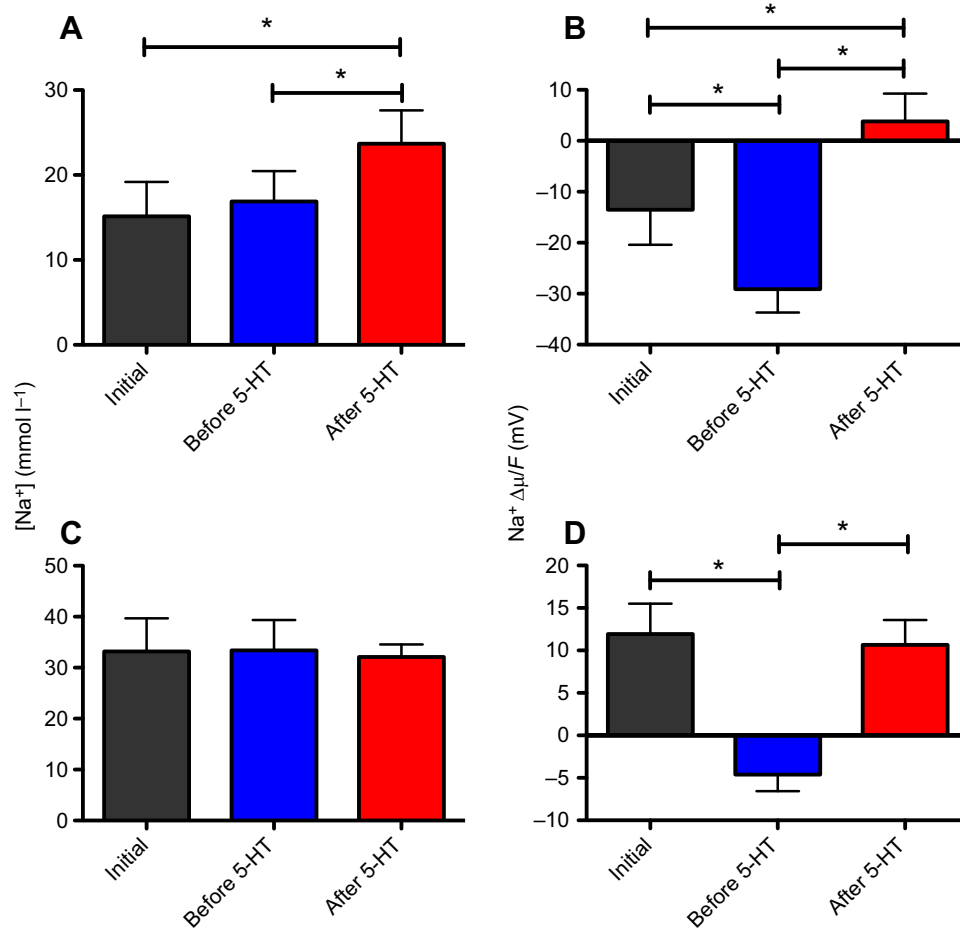 A
*
*
30
20
10
0
Initial
Before 5-HT
After 5-HT
B
*
*
*
10
0
–10
–20
–30
–40
Initial
Before 5-HT
After 5-HT
[Na⁺] (mmol l⁻¹)
Na⁺ Δμ/F (mV)
C
50
40
30
20
10
0
Initial
Before 5-HT
After 5-HT
D
*
*
20
15
10
5
0
–5
–10
Initial
Before 5-HT
After 5-HT